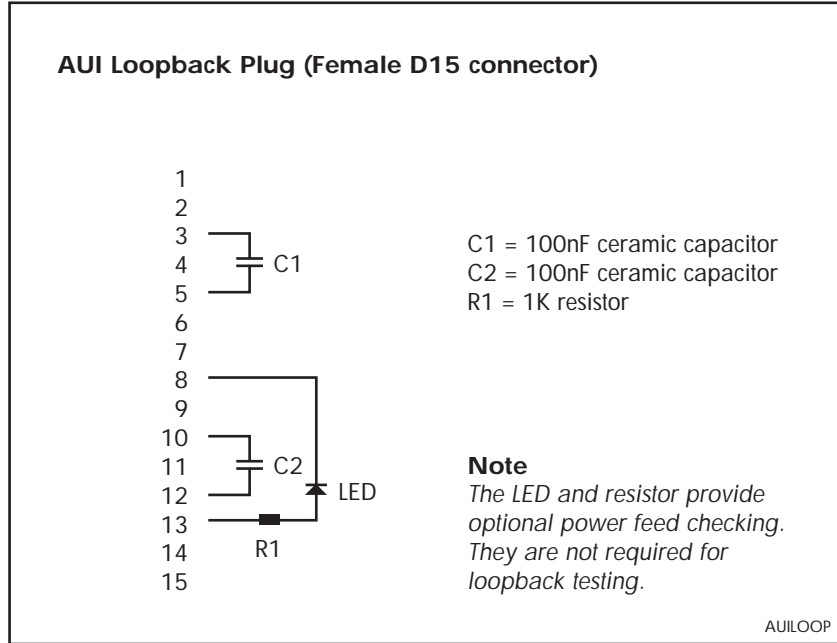 AUI Loopback Plug (Female D15 connector)
1
2
3
4
5
6
7
8
9
10
11
12
13
14
15
C1
C2
LED
R1
C1 = 100nF ceramic capacitor
C2 = 100nF ceramic capacitor
R1 = 1K resistor
Note
The LED and resistor provide
optional power feed checking.
They are not required for
loopback testing.
AUILOOP